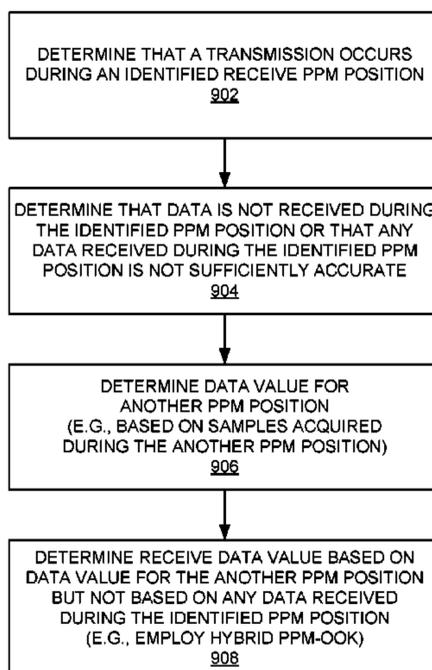 DETERMINE THAT A TRANSMISSION OCCURS
DURING AN IDENTIFIED RECEIVE PPM POSITION
902
DETERMINE THAT DATA IS NOT RECEIVED DURING
THE IDENTIFIED PPM POSITION OR THAT ANY
DATA RECEIVED DURING THE IDENTIFIED PPM
POSITION IS NOT SUFFICIENTLY ACCURATE
904
DETERMINE DATA VALUE FOR
ANOTHER PPM POSITION
(E.G., BASED ON SAMPLES ACQUIRED
DURING THE ANOTHER PPM POSITION)
906
DETERMINE RECEIVE DATA VALUE BASED ON
DATA VALUE FOR THE ANOTHER PPM POSITION
BUT NOT BASED ON ANY DATA RECEIVED
DURING THE IDENTIFIED PPM POSITION
(E.G., EMPLOY HYBRID PPM-OOK)
908